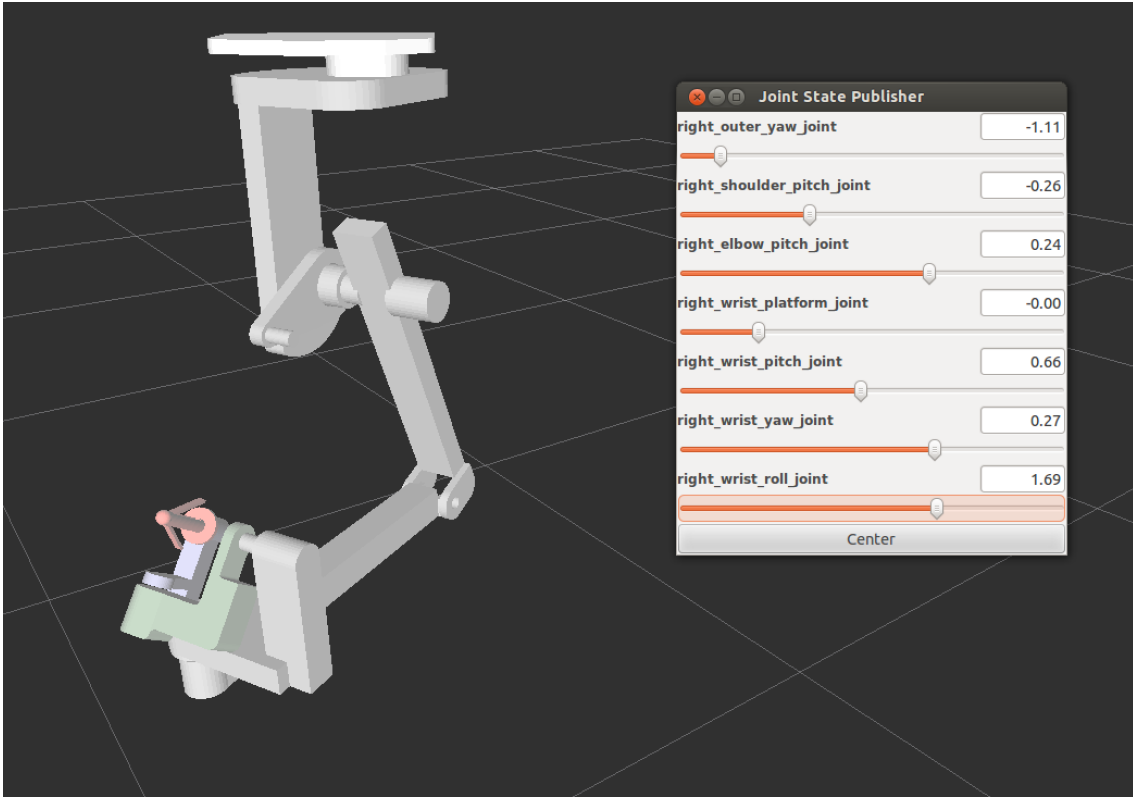 Joint State Publisher
right_outer_yaw_joint -1.11
right_shoulder_pitch_joint -0.26
right_elbow_pitch_joint 0.24
right_wrist_platform_joint -0.00
right_wrist_pitch_joint 0.66
right_wrist_yaw_joint 0.27
right_wrist_roll_joint 1.69
Center